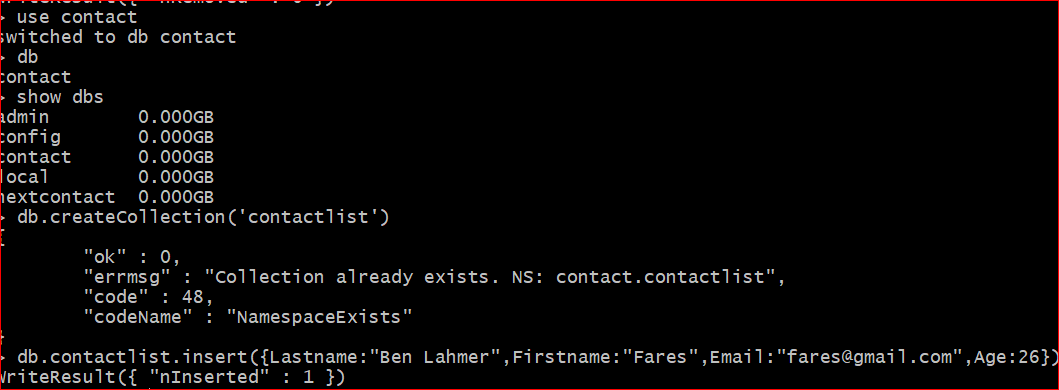 WriteResult({ "nRemoved" : 0 })
> use contact
switched to db contact
> db
contact
> show dbs
admin        0.000GB
config       0.000GB
contact      0.000GB
local        0.000GB
nextcontact  0.000GB
> db.createCollection('contactlist')
{
"ok" : 0,
"errmsg" : "Collection already exists. NS: contact.contactlist",
"code" : 48,
"codeName" : "NamespaceExists"
}
> db.contactlist.insert({Lastname:"Ben Lahmer",Firstname:"Fares",Email:"fares@gmail.com",Age:26})
WriteResult({ "nInserted" : 1 })